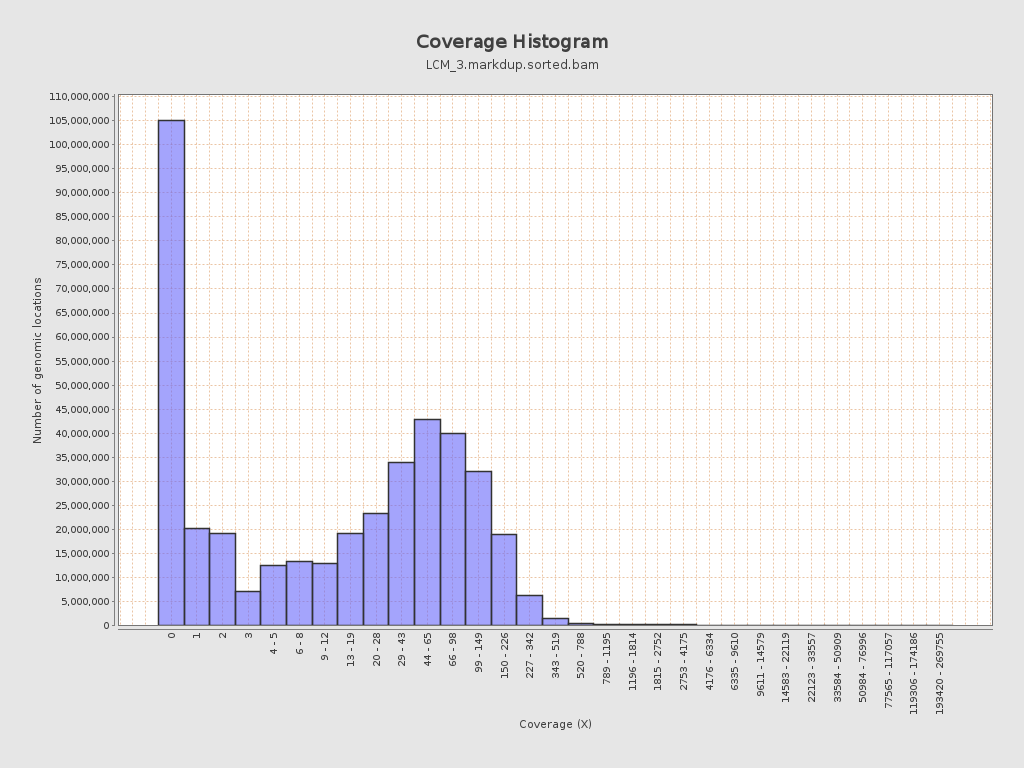 Coverage Histogram
LCM_3.markdup.sorted.bam
Number of genomic locations
110,000,000
105,000,000
100,000,000
95,000,000
90,000,000
85,000,000
80,000,000
75,000,000
70,000,000
65,000,000
60,000,000
55,000,000
50,000,000
45,000,000
40,000,000
35,000,000
30,000,000
25,000,000
20,000,000
15,000,000
10,000,000
5,000,000
0
0
1
2
3
4 - 5
6 - 8
9 - 12
13 - 19
20 - 28
29 - 43
44 - 65
66 - 98
99 - 149
150 - 226
227 - 342
343 - 519
520 - 788
789 - 1195
1196 - 1814
1815 - 2752
2753 - 4175
4176 - 6334
6335 - 9610
9611 - 14579
14583 - 22119
22123 - 33557
33584 - 50909
50984 - 76996
77565 - 117057
119306 - 174186
193420 - 269755
Coverage (X)